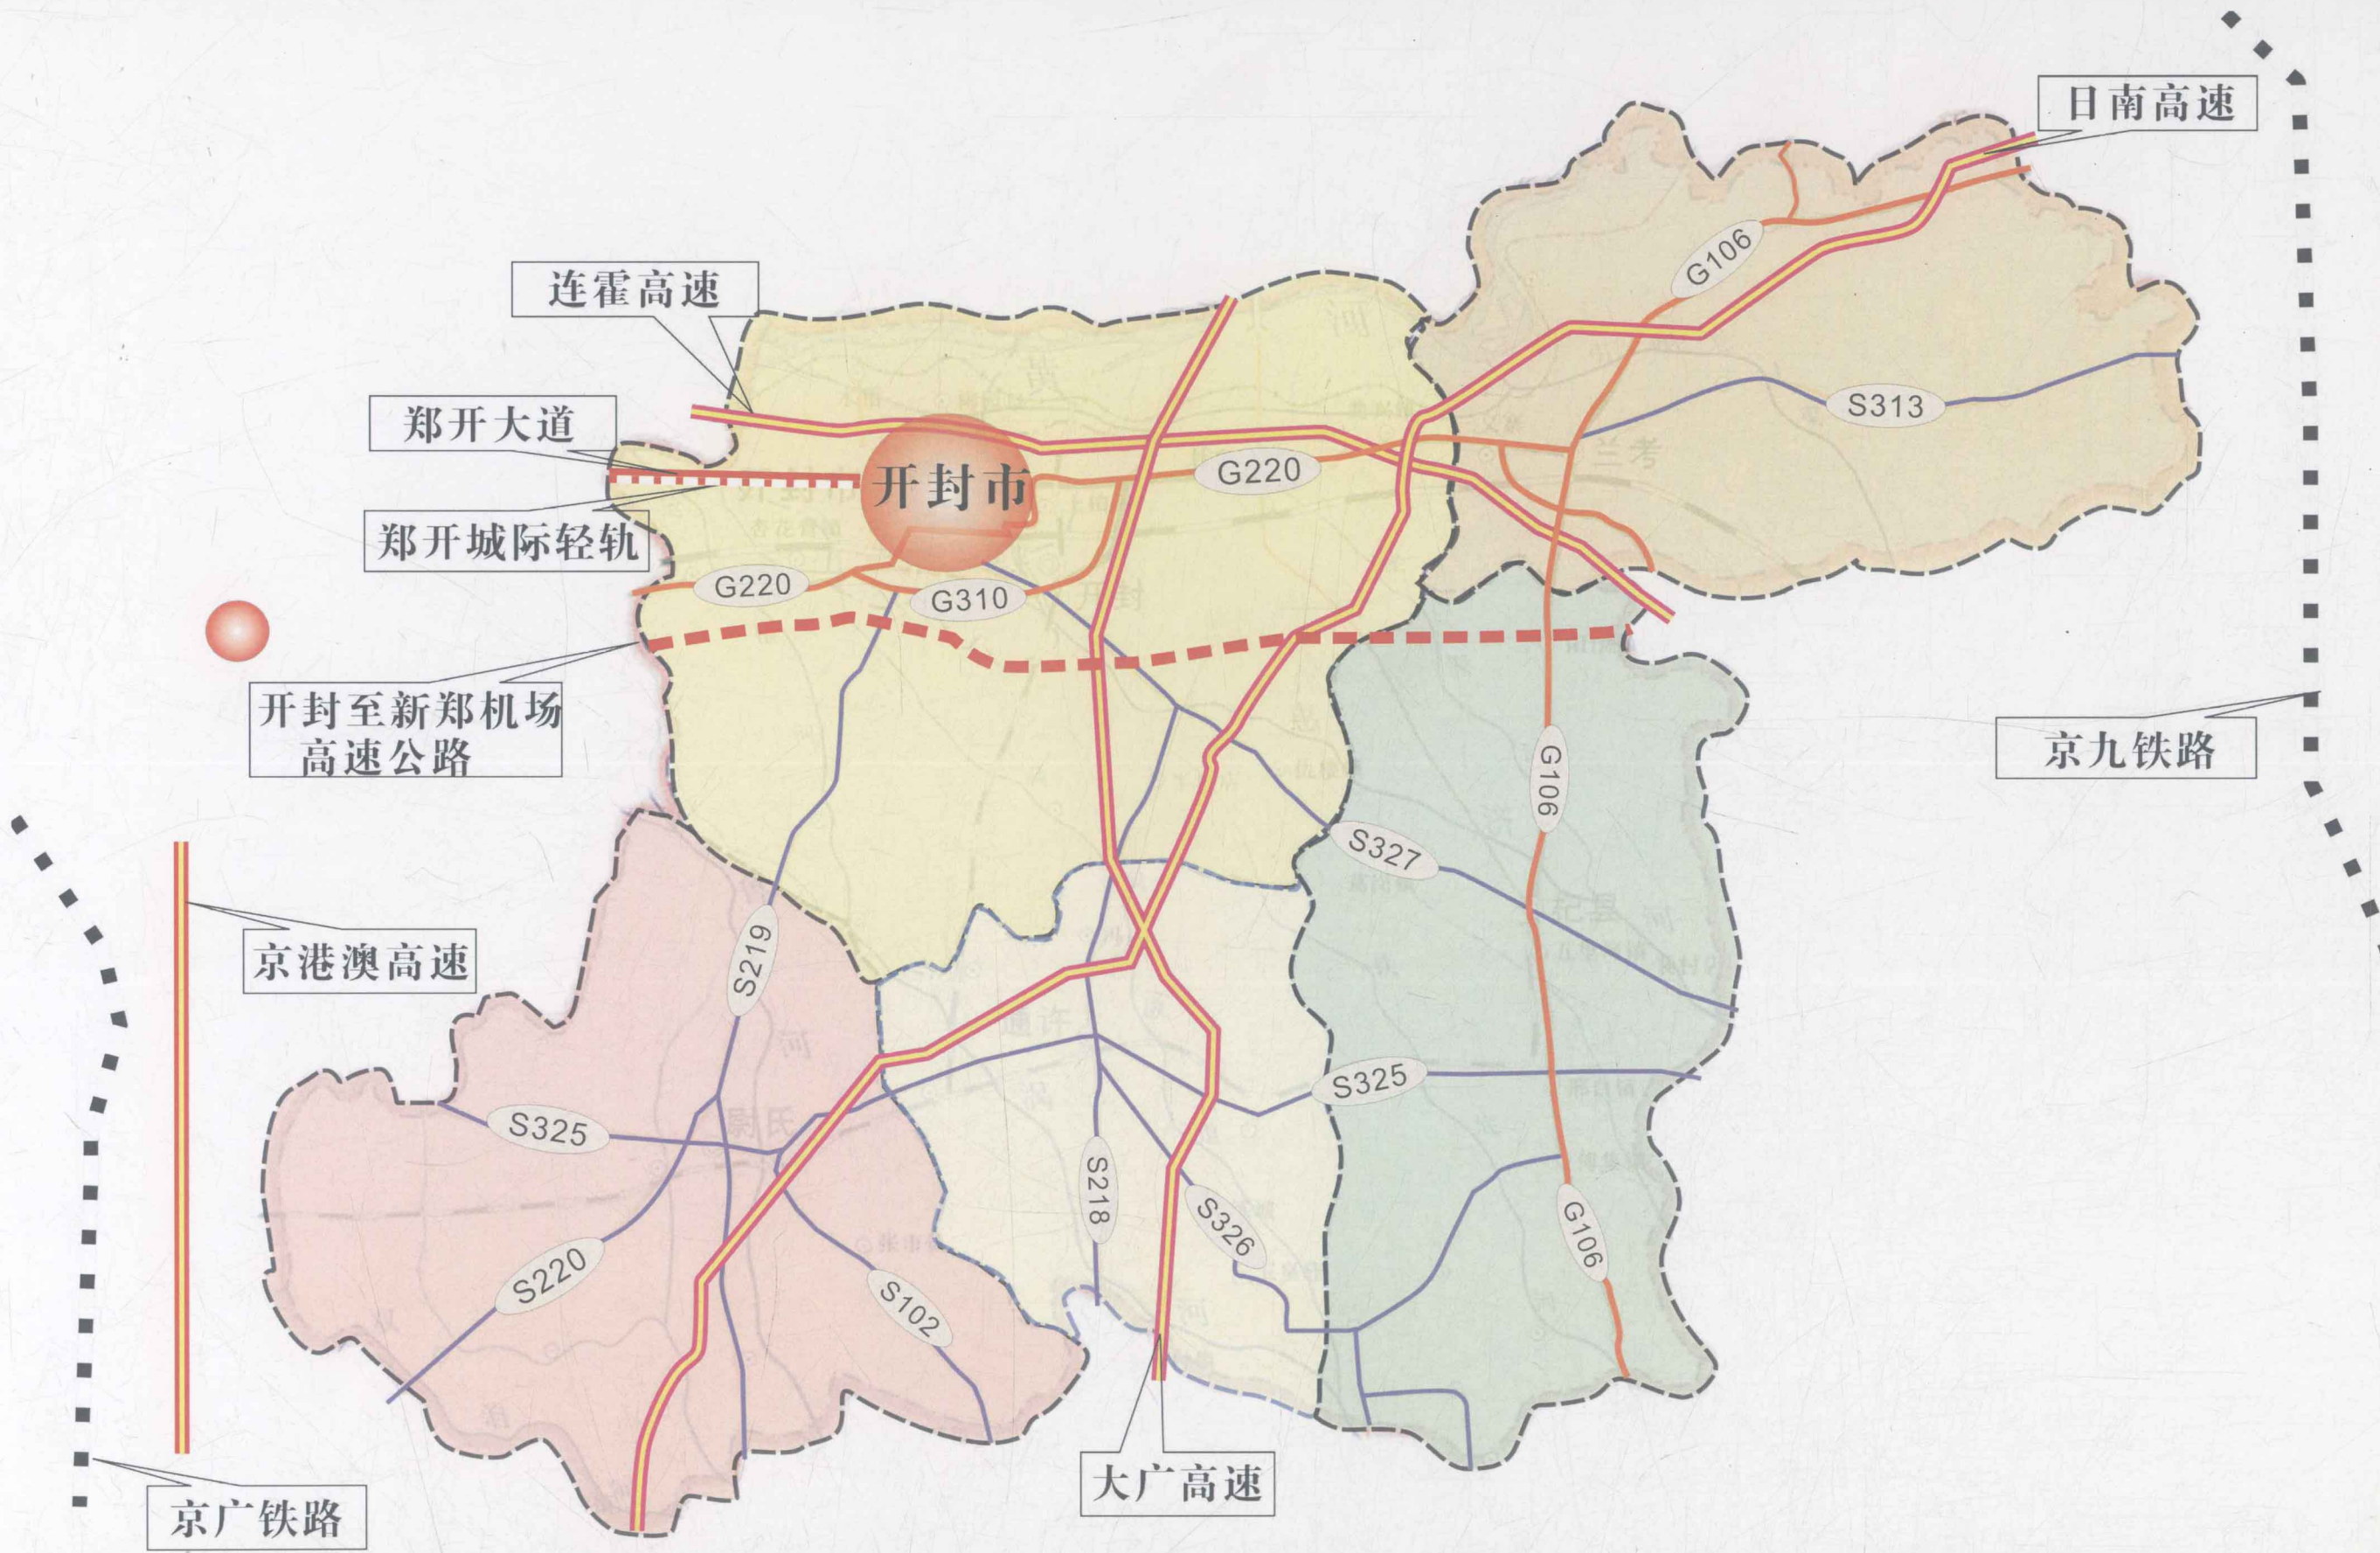 日南高速
G106
连霍高速
S313
郑开大道
兰考
G220
开封市
郑开城际轻轨
G220
G310
开封
开封至新郑机场
高速公路
京九铁路
G106
S327
杞县
京港澳高速
S219
通许
S325
S325
尉氏
S218
S326
G106
S220
S102
大广高速
京广铁路